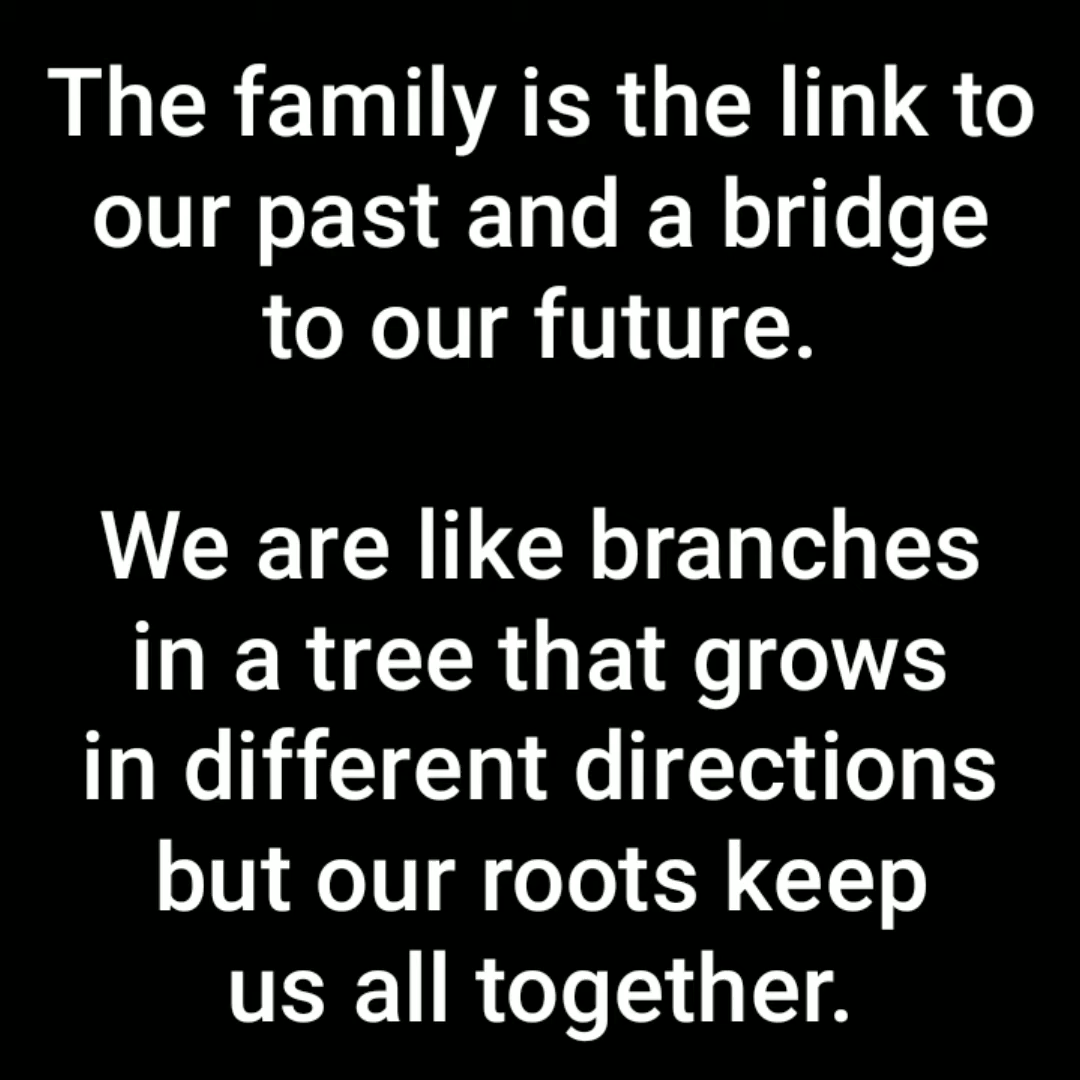 The family is the link to
our past and a bridge
to our future.
We are like branches
in a tree that grows
in different directions
but our roots keep
us all together.